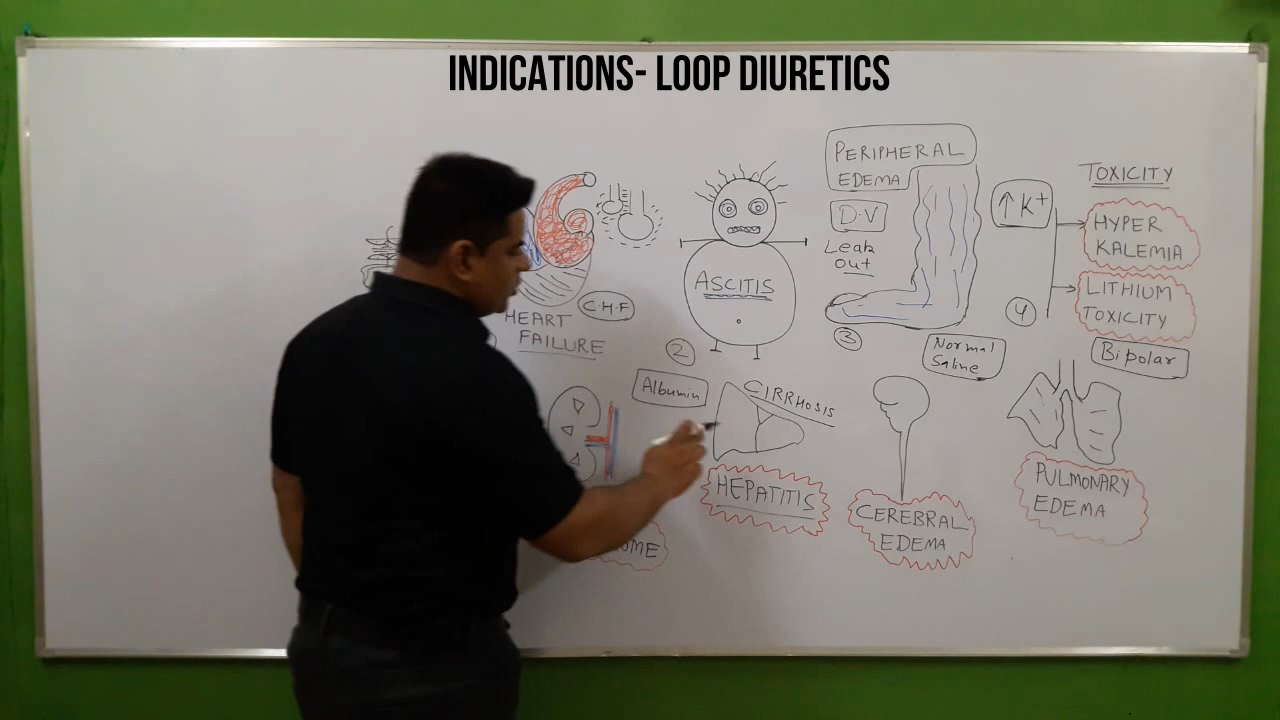 INDICATIONS- LOOP DIURETICS
HEART
FAILURE
C.H.F
ASCITIS
2
PERIPHERAL
EDEMA
D.V
Leak
out
3
↑K+
TOXICITY
HYPER
KALEMIA
LITHIUM
TOXICITY
4
Bipolar
Normal
Saline
Albumin
CIRRHOSIS
HEPATITIS
CEREBRAL
EDEMA
PULMONARY
EDEMA